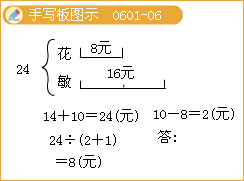 手写板图示 0601-06
花 8元
24
敏 16元
14+10=24(元) 10-8=2(元)
24÷(2+1) 答:
=8(元)